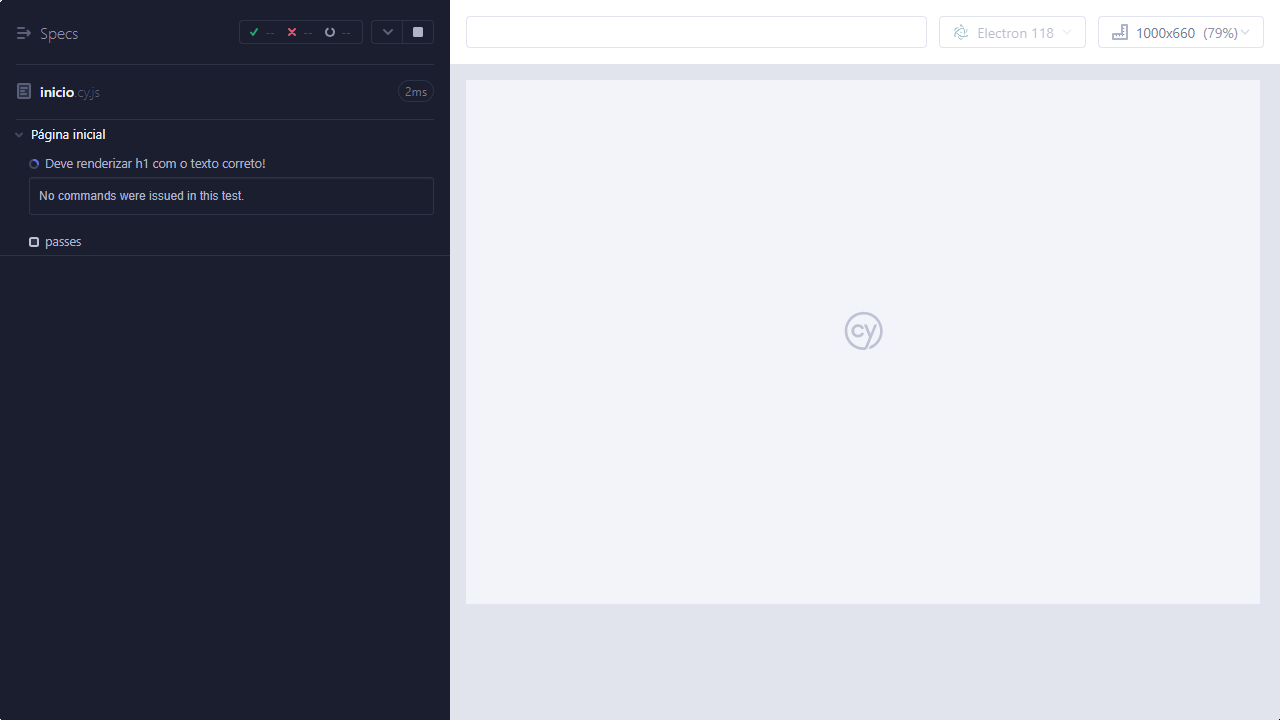 Specs
--
--
--
Electron 118
1000x660 (79%)
inicio.cy.js
2ms
Página inicial
Deve renderizar h1 com o texto correto!
No commands were issued in this test.
passes
cy